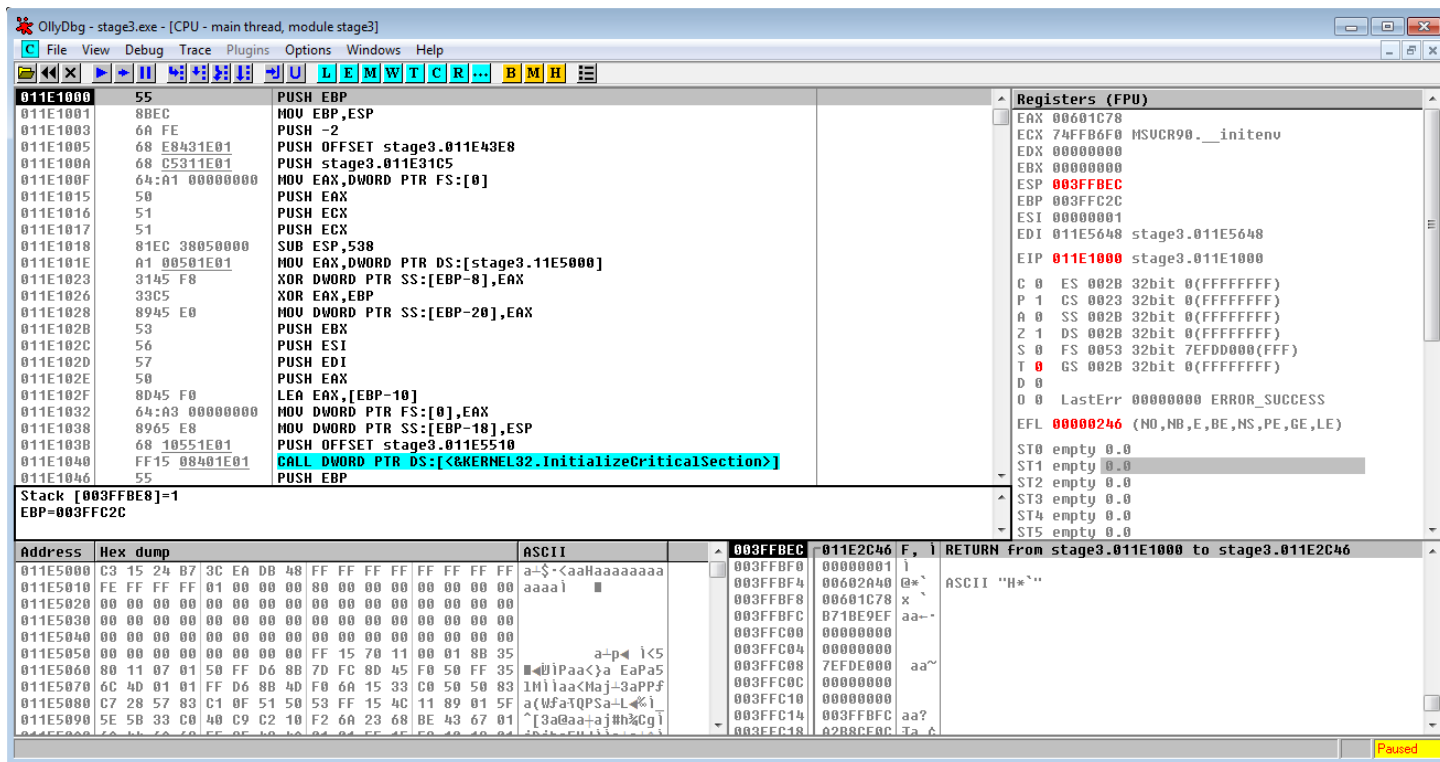 OllyDbg - stage3.exe - [CPU - main thread, module stage3]
C File View Debug Trace Plugins Options Windows Help
L E M W T C R ... B M H
011E1000 55 PUSH EBP
011E1001 8BEC MOV EBP,ESP
011E1003 6A FE PUSH -2
011E1005 68 E8431E01 PUSH OFFSET stage3.011E43E8
011E100A 68 C5311E01 PUSH stage3.011E31C5
011E100F 64:A1 00000000 MOV EAX,DWORD PTR FS:[0]
011E1015 50 PUSH EAX
011E1016 51 PUSH ECX
011E1017 51 PUSH ECX
011E1018 81EC 38050000 SUB ESP,538
011E101E A1 00501E01 MOV EAX,DWORD PTR DS:[stage3.11E5000]
011E1023 3145 F8 XOR DWORD PTR SS:[EBP-8],EAX
011E1026 33C5 XOR EAX,EBP
011E1028 8945 E0 MOV DWORD PTR SS:[EBP-20],EAX
011E102B 53 PUSH EBX
011E102C 56 PUSH ESI
011E102D 57 PUSH EDI
011E102E 50 PUSH EAX
011E102F 8D45 F0 LEA EAX,[EBP-10]
011E1032 64:A3 00000000 MOV DWORD PTR FS:[0],EAX
011E1038 8965 E8 MOV DWORD PTR SS:[EBP-18],ESP
011E103B 68 10551E01 PUSH OFFSET stage3.011E5510
011E1040 FF15 08401E01 CALL DWORD PTR DS:[<&KERNEL32.InitializeCriticalSection>]
011E1046 55 PUSH EBP
Stack [003FFBE8]=1
EBP=003FFC2C
Registers (FPU)
EAX 00601C78
ECX 74FFB6F0 MSVCR90.__initenv
EDX 00000000
EBX 00000000
ESP 003FFBEC
EBP 003FFC2C
ESI 00000001
EDI 011E5648 stage3.011E5648
EIP 011E1000 stage3.011E1000
C 0 ES 002B 32bit 0(FFFFFFFF)
P 1 CS 0023 32bit 0(FFFFFFFF)
A 0 SS 002B 32bit 0(FFFFFFFF)
Z 1 DS 002B 32bit 0(FFFFFFFF)
S 0 FS 0053 32bit 7EFDD000(FFF)
T 0 GS 002B 32bit 0(FFFFFFFF)
D 0
O 0 LastErr 00000000 ERROR_SUCCESS
EFL 00000246 (NO,NB,E,BE,NS,PE,GE,LE)
ST0 empty 0.0
ST1 empty 0.0
ST2 empty 0.0
ST3 empty 0.0
ST4 empty 0.0
ST5 empty 0.0
Address Hex dump ASCII
011E5000 C3 15 24 B7 3C EA DB 48 FF FF FF FF FF FF FF FF
011E5010 FE FF FF FF 01 00 00 00 80 00 00 00 00 00 00 00
011E5020 00 00 00 00 00 00 00 00 00 00 00 00 00 00 00 00
011E5030 00 00 00 00 00 00 00 00 00 00 00 00 00 00 00 00
011E5040 00 00 00 00 00 00 00 00 00 00 00 00 00 00 00 00
011E5050 00 00 00 00 00 00 00 00 FF 15 70 11 00 01 8B 35
011E5060 80 11 07 01 50 FF D6 8B 7D FC 8D 45 F0 50 FF 35
011E5070 6C 4D 01 01 FF D6 8B 4D F0 6A 15 33 C0 50 50 83
011E5080 C7 28 57 83 C1 0F 51 50 53 FF 15 4C 11 89 01 5F
011E5090 5E 5B 33 C0 40 C9 C2 10 F2 6A 23 68 BE 43 67 01
003FFBEC 011E2C46 F, Ì RETURN from stage3.011E1000 to stage3.011E2C46
003FFBF0 00000001 Ì
003FFBF4 00602A40 @*` ASCII "H*`"
003FFBF8 00601C78 x `
003FFBFC B71BE9EF
003FFC00 00000000
003FFC04 00000000
003FFC08 7EFDE000 aa~
003FFC0C 00000000
003FFC10 00000000
003FFC14 003FFBFC aa?
Paused